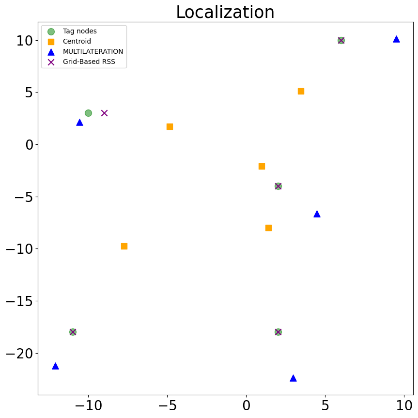 Localization
Tag nodes
Centroid
MULTILATERATION
Grid-Based RSS
10
5
0
−5
−10
−15
−20
−10
−5
0
5
10